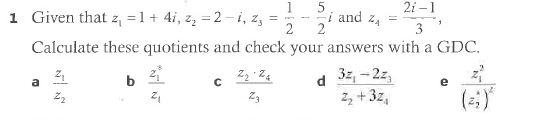 1 Given that z₁ = 1 + 4i, z₂ = 2 − i, z₃ = 1/2 − 5/2 i and z₄ = (2i − 1)/3,
Calculate these quotients and check your answers with a GDC.
a z₁/z₂ b z₁*/z₁ c (z₂ · z₄)/z₃ d (3z₁ − 2z₃)/(z₂ + 3z₄) e z₁²/(z₂*)²